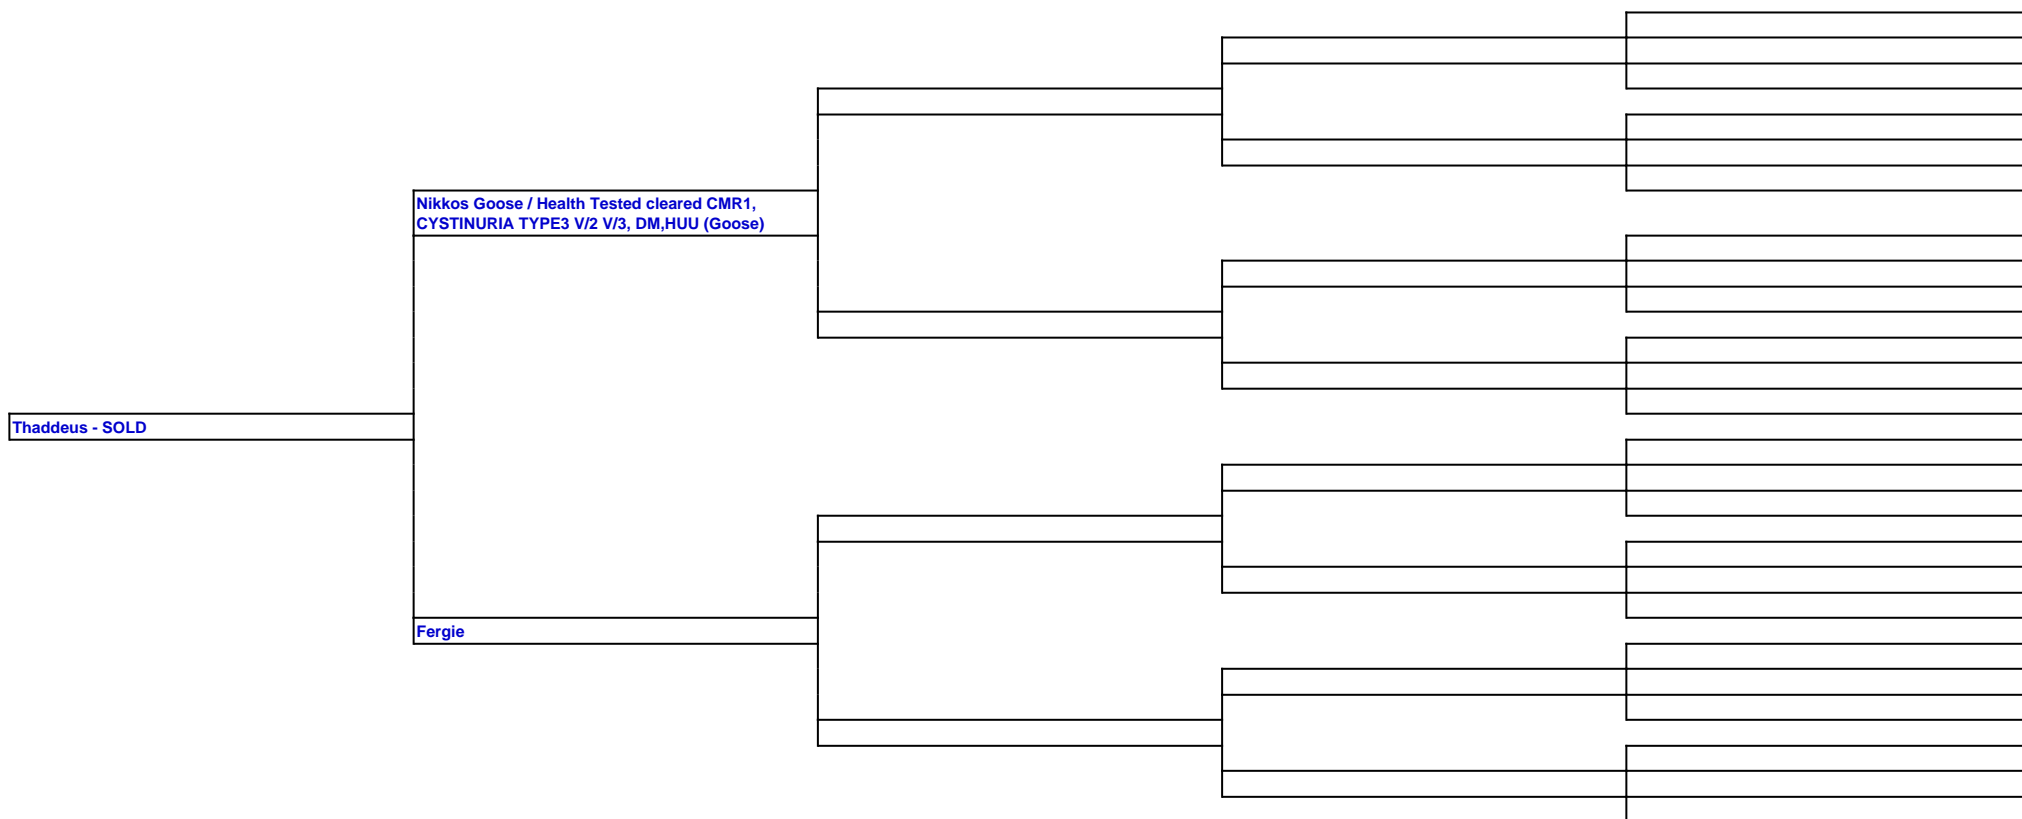 Nikkos Goose / Health Tested cleared CMR1,
CYSTINURIA TYPE3 V/2 V/3, DM,HUU (Goose)
Thaddeus - SOLD
Fergie